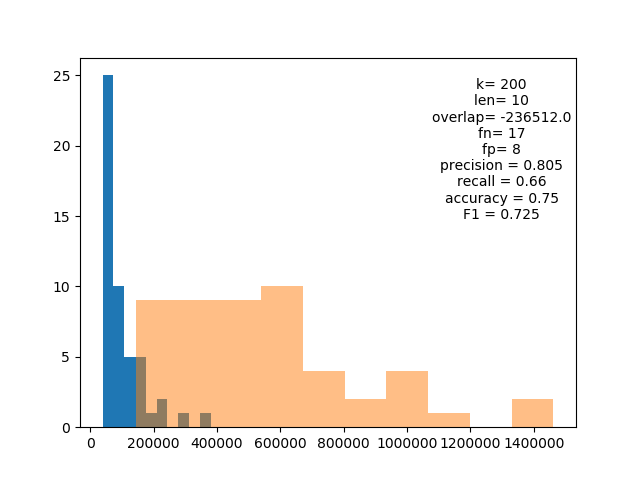 k= 200
len= 10
overlap= -236512.0
fn= 17
fp= 8
precision = 0.805
recall = 0.66
accuracy = 0.75
F1 = 0.725
25
20
15
10
5
0
0 200000 400000 600000 800000 1000000 1200000 1400000